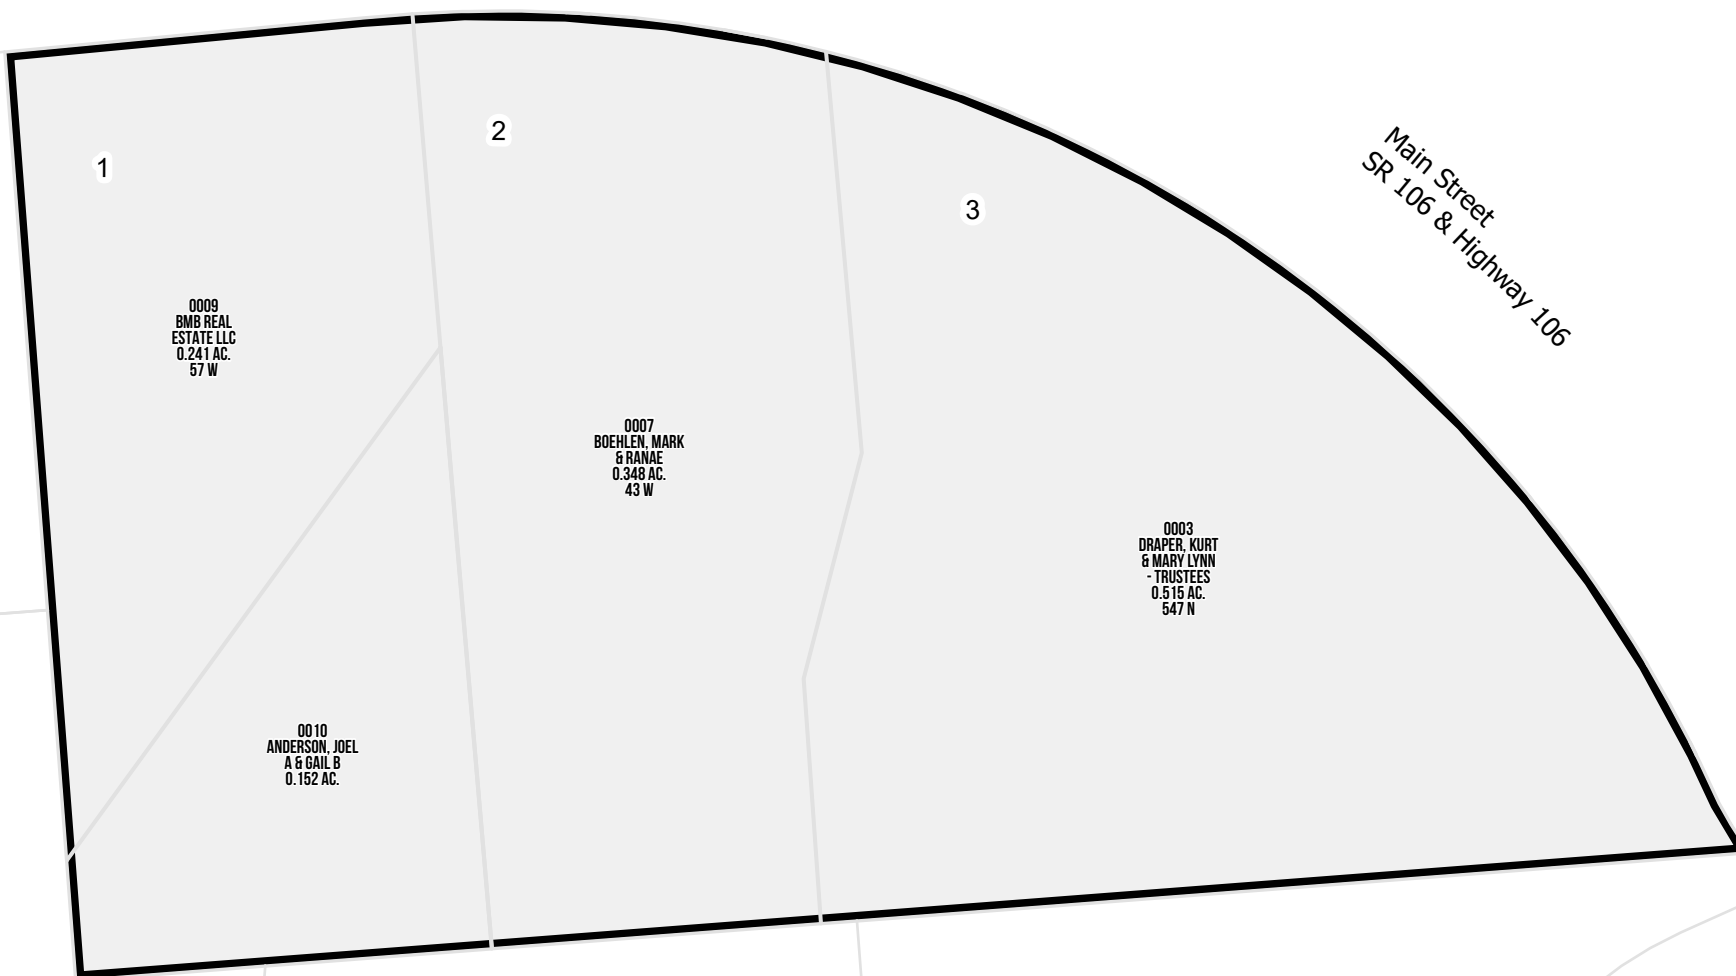 1
2
3
Main Street
SR 106 & Highway 106
0009
BMB REAL
ESTATE LLC
0.241 AC.
57 W
0007
BOEHLEN, MARK
& RANAE
0.348 AC.
43 W
0003
DRAPER, KURT
& MARY LYNN
- TRUSTEES
0.515 AC.
547 N
0010
ANDERSON, JOEL
A & GAIL B
0.152 AC.